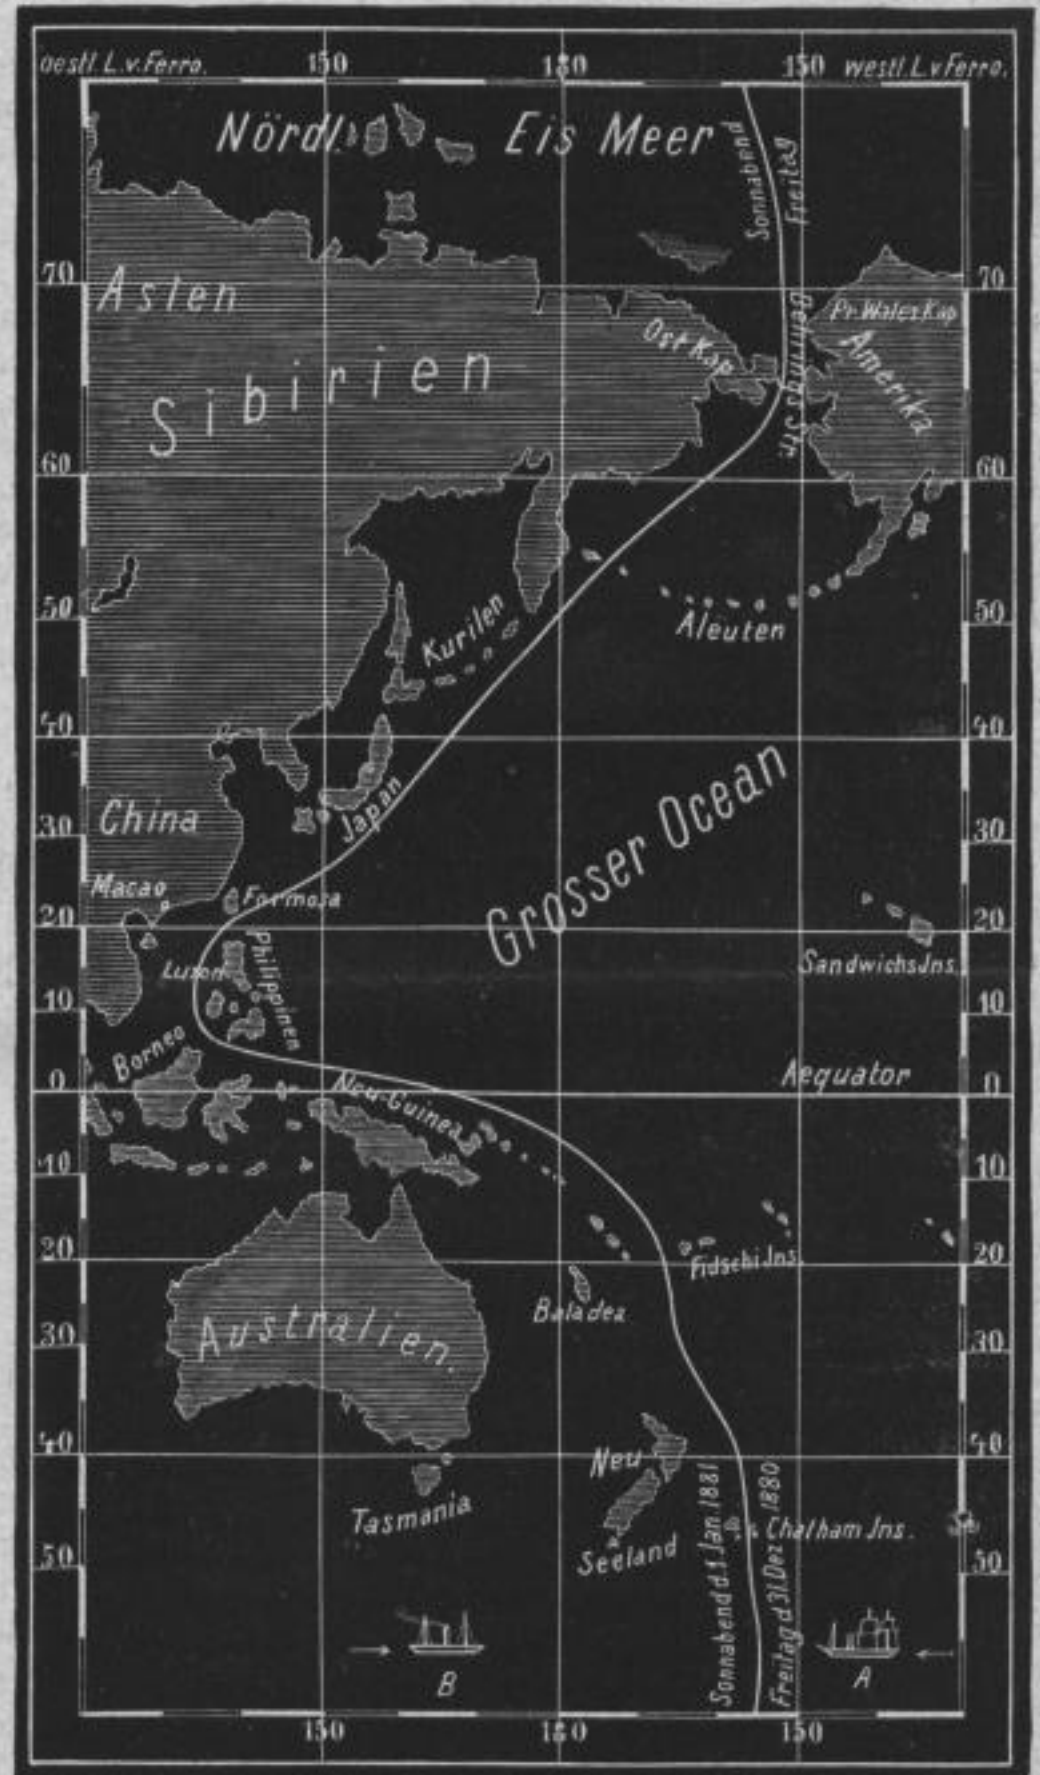 oestl. L. v. Ferro.
150
180
150
westl. L. v Ferro.
Nördl. Eis Meer
Sonnabend
Freitag
70
70
Asien
Pr. Wales Kap
Ost Kap
Behrings Str.
Amerika
Sibirien
60
60
50
50
Kurilen
Aleuten
40
40
Japan
China
30
30
Grosser Ocean
Macao
Formosa
20
20
Luzon
Philippinen
Sandwichs Jns.
10
10
Borneo
Aequator
0
0
Neu-Guinea
10
10
20
20
Fidschi Jns.
Baladea
Australien.
30
30
40
40
Neu
Seeland
Tasmania
Sonnabend d. 1 Jan. 1881
Freitag d 31. Dez 1880
Chatham Jns.
50
50
B
A
150
180
150